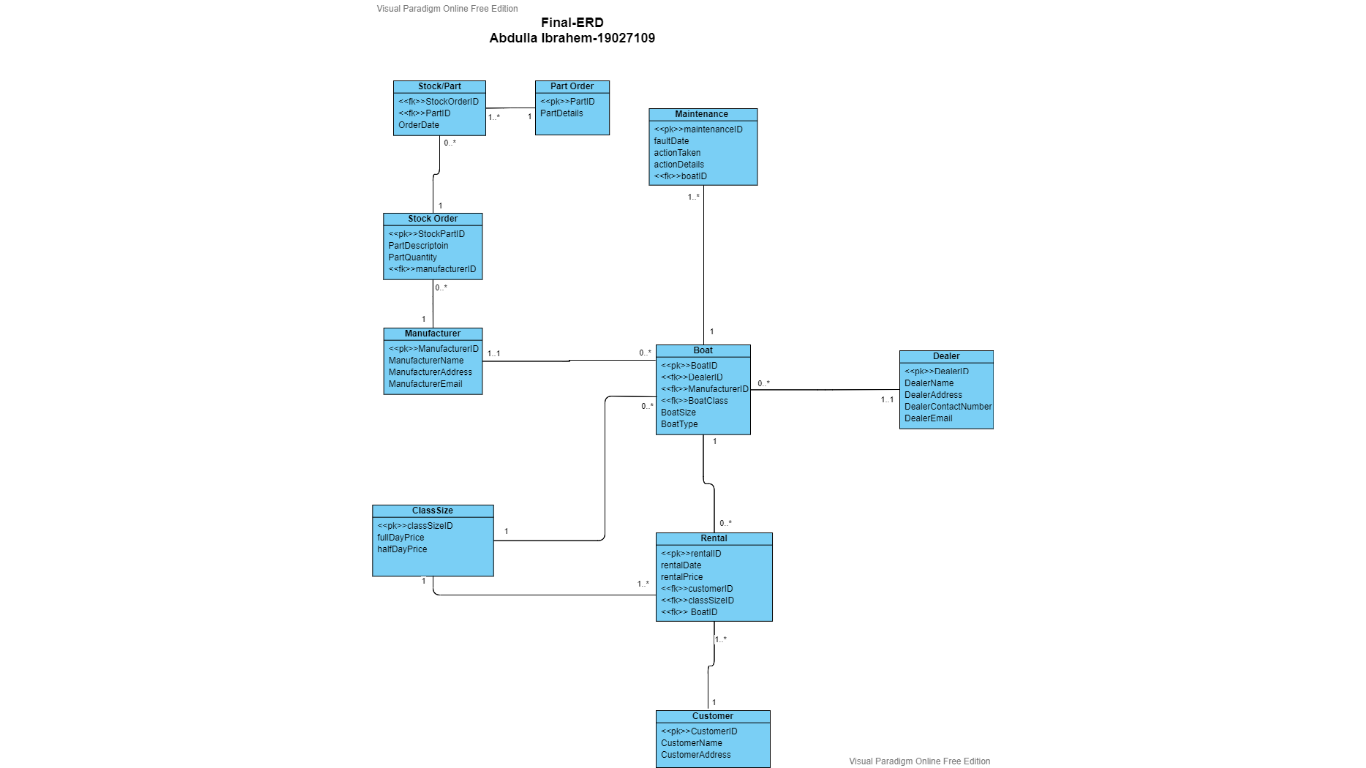 Visual Paradigm Online Free Edition
Final-ERD
Abdulla Ibrahem-19027109
Stock/Part
<<fk>>StockOrderID
<<fk>>PartID
OrderDate
1..*
1
0..*
Part Order
<<pk>>PartID
PartDetails
Maintenance
<<pk>>maintenanceID
faultDate
actionTaken
actionDetails
<<fk>>boatID
1..*
1
1
Stock Order
<<pk>>StockPartID
PartDescriptoin
PartQuantity
<<fk>>manufacturerID
0..*
1
Manufacturer
<<pk>>ManufacturerID
ManufacturerName
ManufacturerAddress
ManufacturerEmail
1..1
0..*
Boat
<<pk>>BoatID
<<fk>>DealerID
<<fk>>ManufacturerID
<<fk>>BoatClass
BoatSize
BoatType
0..*
0..*
1..1
1
Dealer
<<pk>>DealerID
DealerName
DealerAddress
DealerContactNumber
DealerEmail
ClassSize
<<pk>>classSizeID
fullDayPrice
halfDayPrice
1
1
1..*
0..*
Rental
<<pk>>rentalID
rentalDate
rentalPrice
<<fk>>customerID
<<fk>>classSizeID
<<fk>> BoatID
1..*
1
Customer
<<pk>>CustomerID
CustomerName
CustomerAddress
Visual Paradigm Online Free Edition